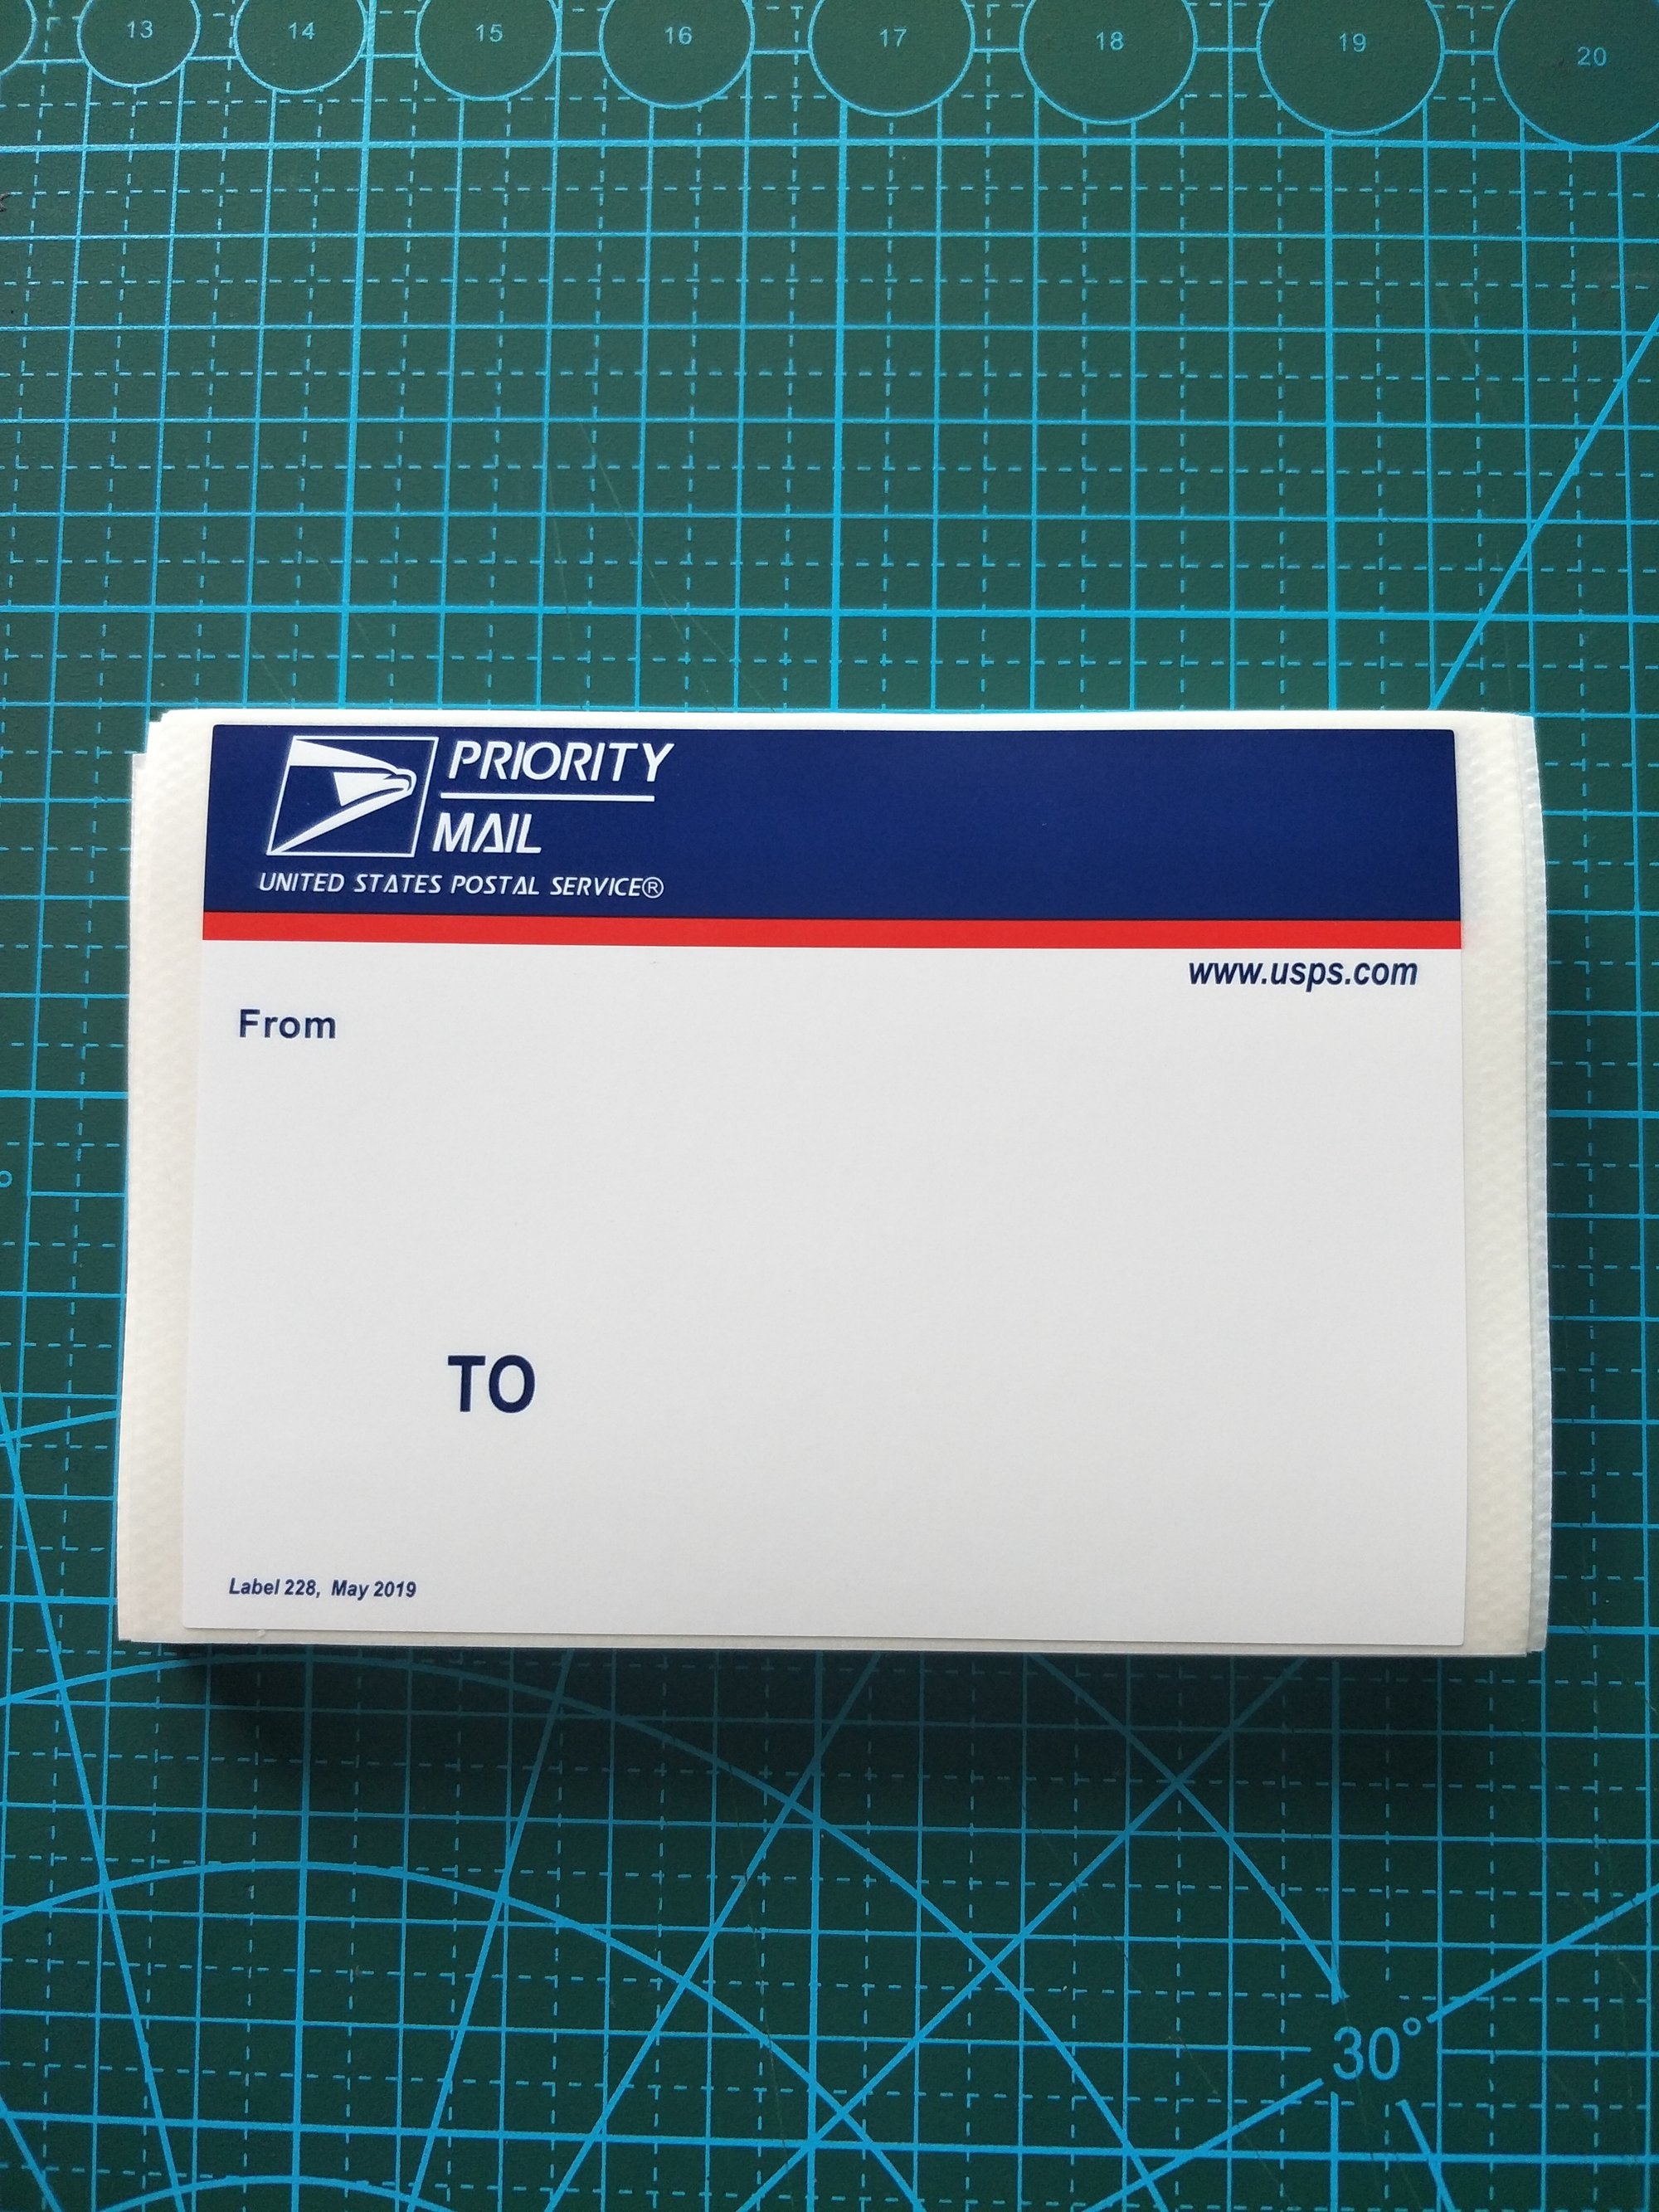 13 14 15 16 17 18 19 20
PRIORITY
MAIL
UNITED STATES POSTAL SERVICE®
www.usps.com
From
TO
Label 228, May 2019
30°